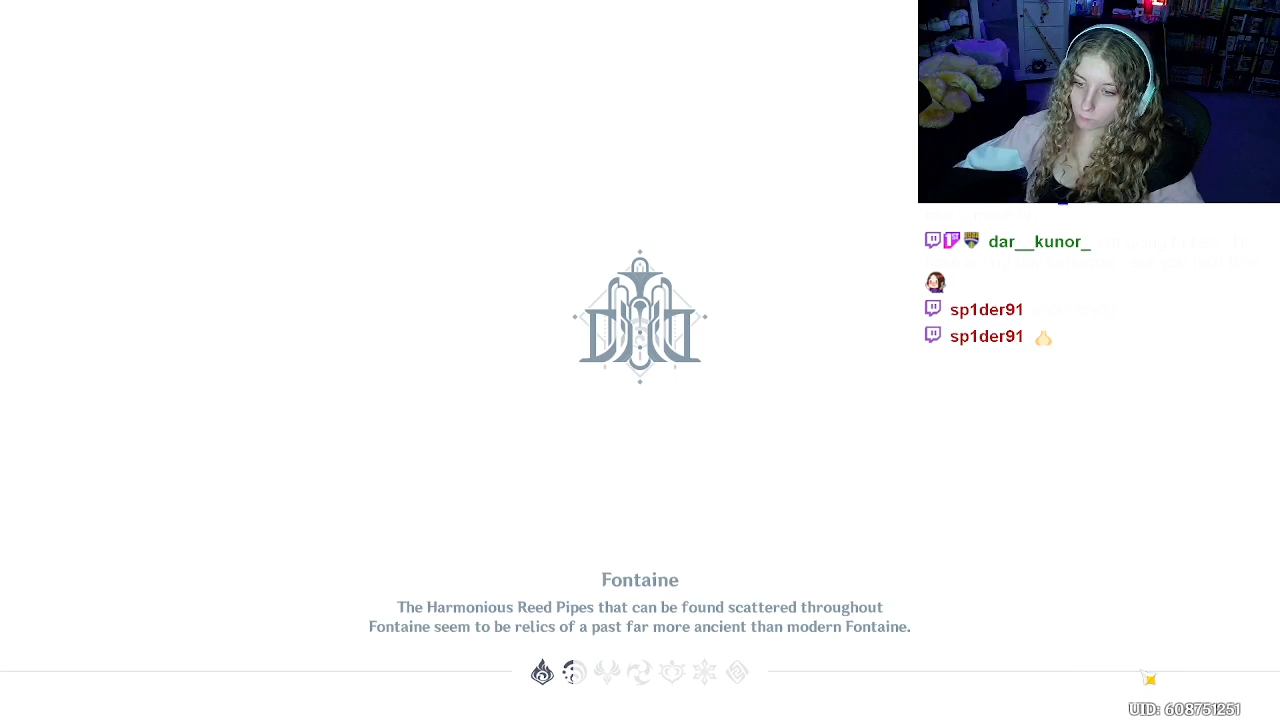 dar__kunor_
sp1der91
sp1der91
Fontaine
The Harmonious Reed Pipes that can be found scattered throughout
Fontaine seem to be relics of a past far more ancient than modern Fontaine.
UID: 608751251